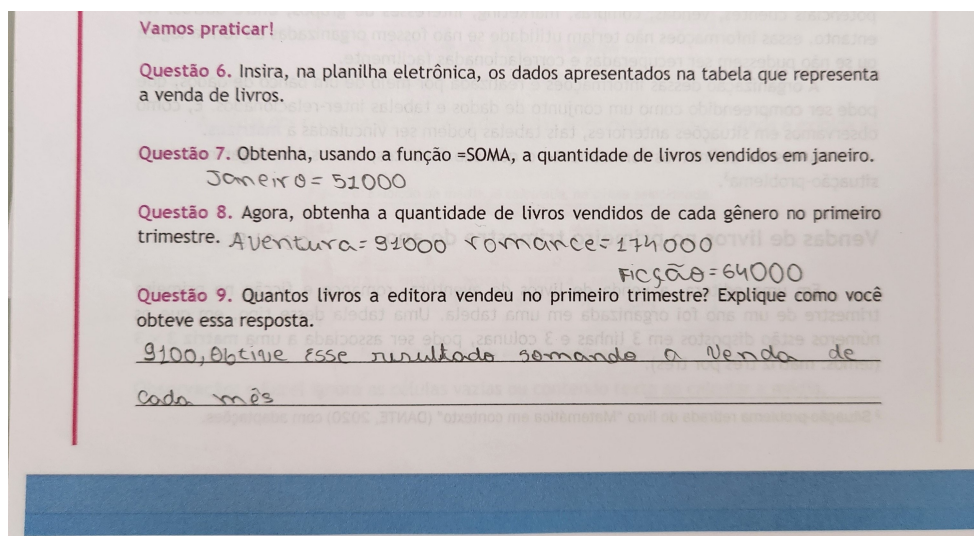 Vamos praticar!
Questão 6. Insira, na planilha eletrônica, os dados apresentados na tabela que representa
a venda de livros.
Questão 7. Obtenha, usando a função =SOMA, a quantidade de livros vendidos em janeiro.
Janeiro = 51000
Questão 8. Agora, obtenha a quantidade de livros vendidos de cada gênero no primeiro
trimestre. Aventura = 91000 romance = 174000
Ficção = 64000
Questão 9. Quantos livros a editora vendeu no primeiro trimestre? Explique como você
obteve essa resposta.
9100, Obtive esse resultado somando a Venda de
Cada mês